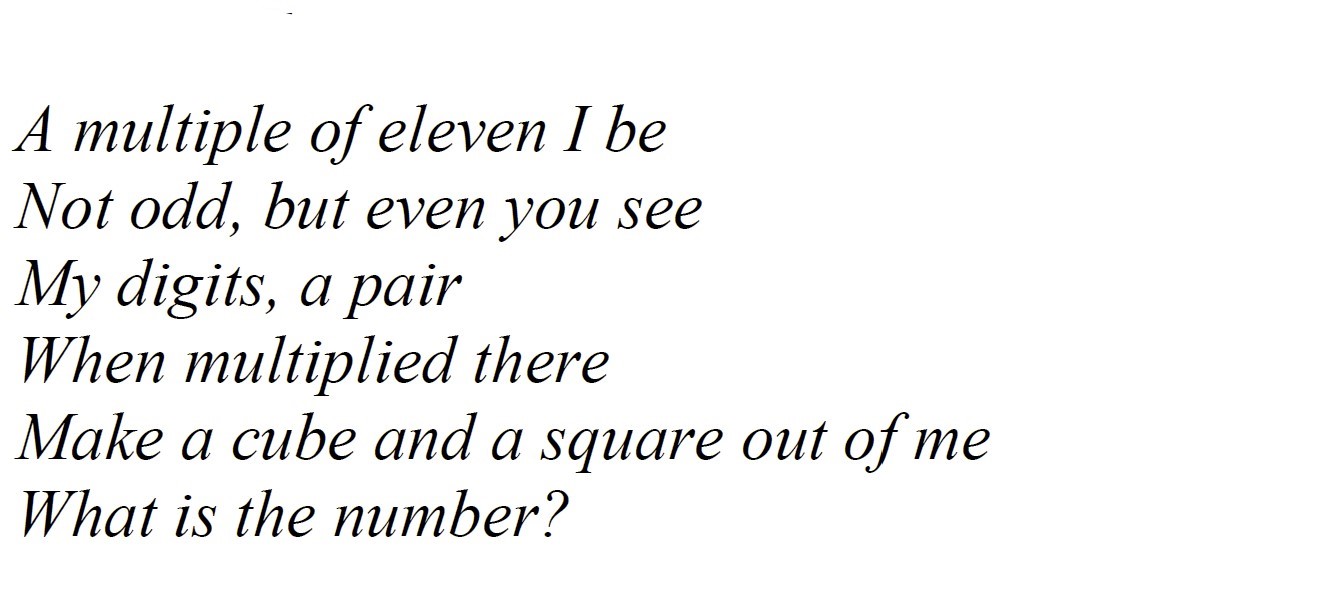 A multiple of eleven I be
Not odd, but even you see
My digits, a pair
When multiplied there
Make a cube and a square out of me
What is the number?